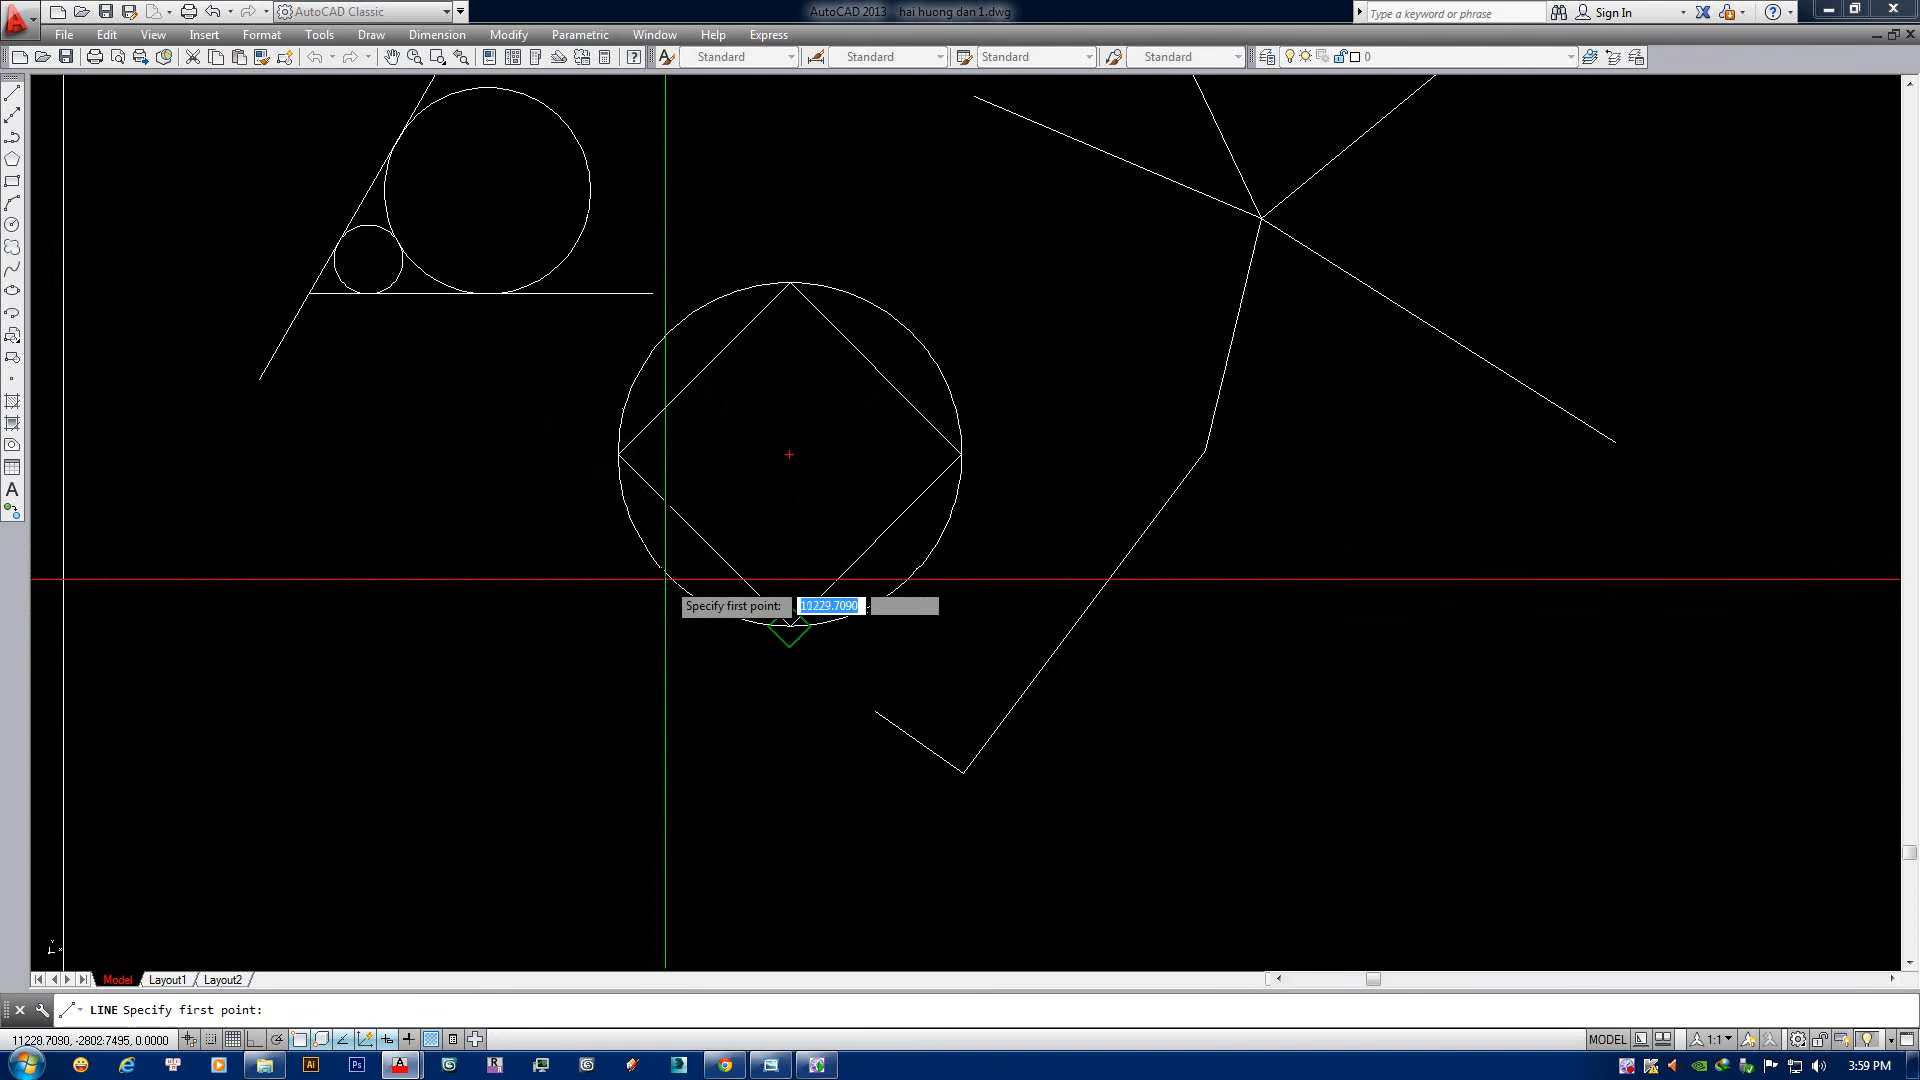 AutoCAD Classic
AutoCAD 2013 hai huong dan 1.dwg
Type a keyword or phrase
Sign In
File Edit View Insert Format Tools Draw Dimension Modify Parametric Window Help Express
Standard Standard Standard Standard 0
Specify first point:
Model Layout1 Layout2
LINE Specify first point:
11228.7090, -2802.7495, 0.0000
MODEL 1:1
3:59 PM